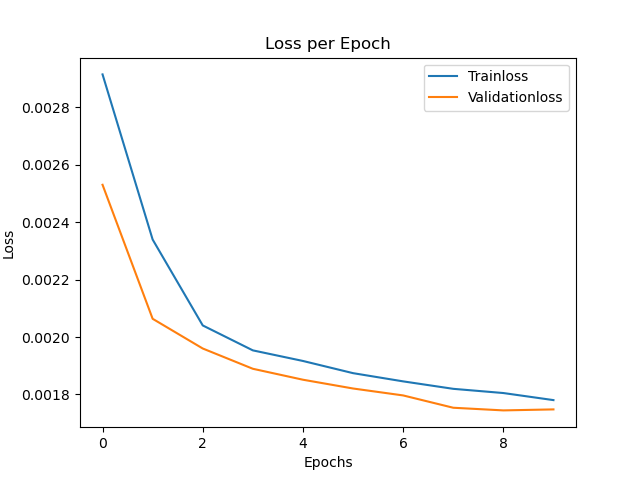 Loss per Epoch
Trainloss
Validationloss
0.0028
0.0026
0.0024
0.0022
0.0020
0.0018
Loss
0 2 4 6 8
Epochs